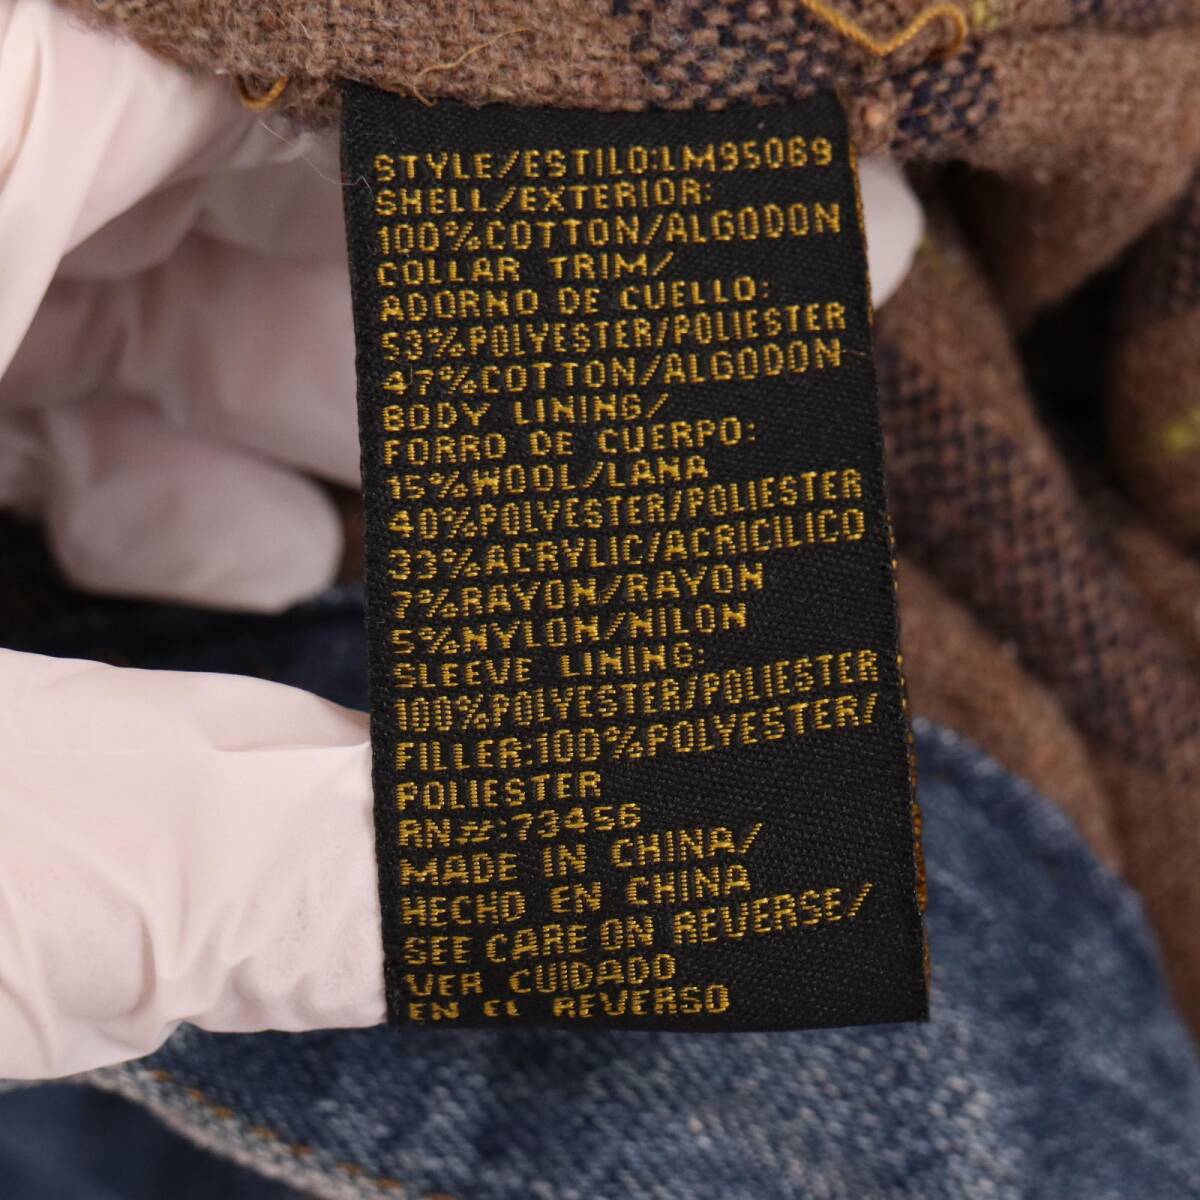 STYLE/ESTILO:LM95089
SHELL/EXTERIOR:
100%COTTON/ALGODON
COLLAR TRIM/
ADORNO DE CUELLO:
53%POLYESTER/POLIESTER
47%COTTON/ALGODON
BODY LINING/
FORRO DE CUERPO:
15%WOOL/LANA
40%POLYESTER/POLIESTER
33%ACRYLIC/ACRICILICO
7%RAYON/RAYON
5%NYLON/NILON
SLEEVE LINING:
100%POLYESTER/POLIESTER
FILLER:100%POLYESTER/
POLIESTER
RN#:73456
MADE IN CHINA/
HECHO EN CHINA
SEE CARE ON REVERSE/
VER CUIDADO
EN EL REVERSO